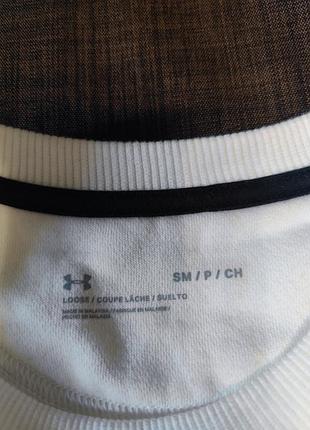 SM / P / CH
LOOSE / COUPE LÂCHE / SUELTO
MADE IN MALAYSIA / FABRIQUÉ EN MALAISIE /
HECHO EN MALASIA